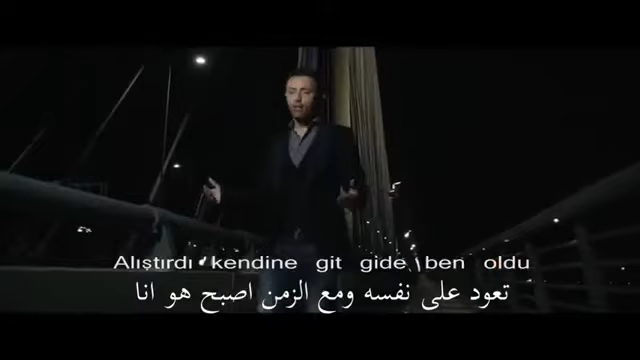 Alıştırdı kendine git gide ben oldu
تعود على نفسه ومع الزمن اصبح هو انا